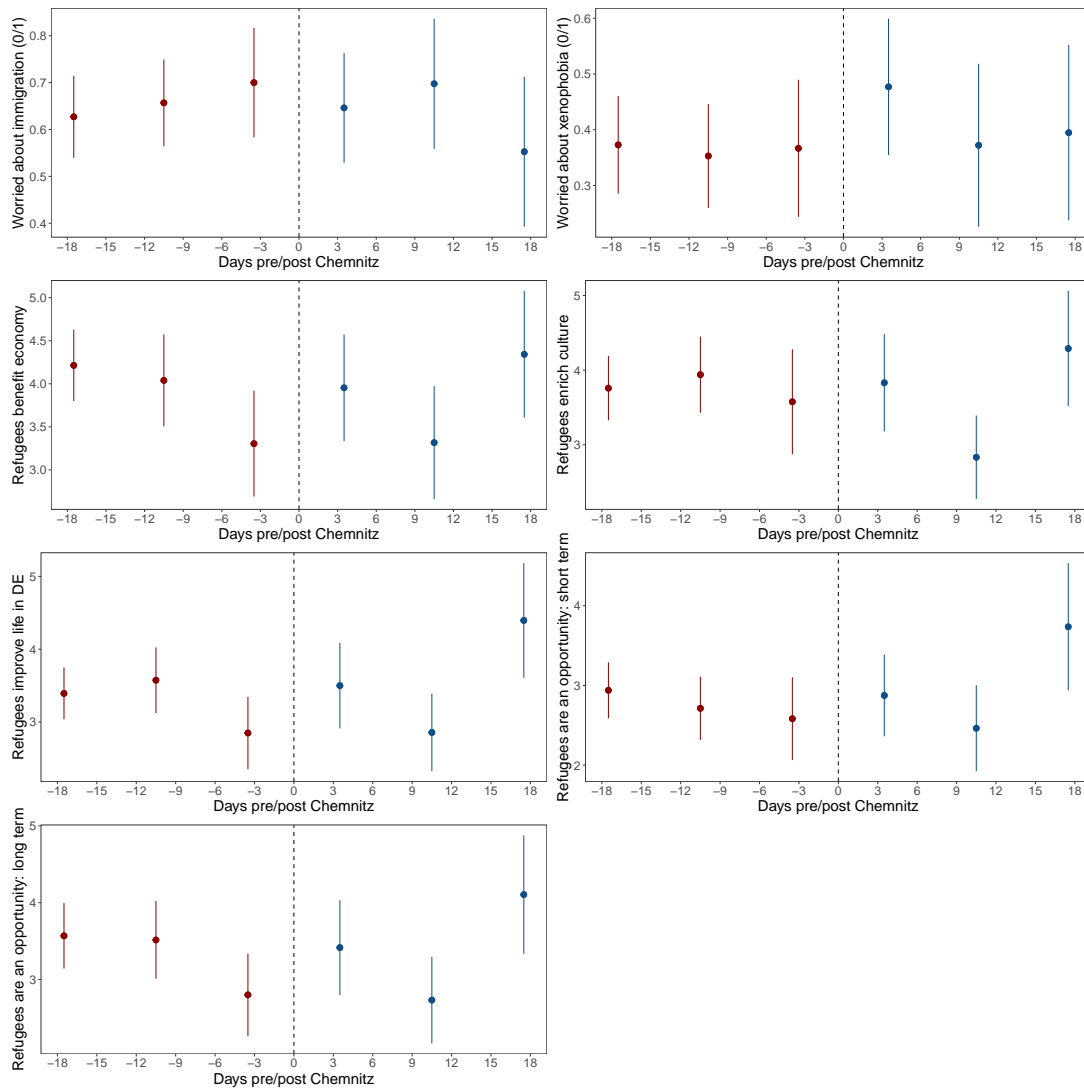 Worried about immigration (0/1)
0.8
0.7
0.6
0.5
0.4
−18 −15 −12 −9 −6 −3 0 3 6 9 12 15 18
Days pre/post Chemnitz
Worried about xenophobia (0/1)
0.6
0.5
0.4
0.3
−18 −15 −12 −9 −6 −3 0 3 6 9 12 15 18
Days pre/post Chemnitz
Refugees benefit economy
5.0
4.5
4.0
3.5
3.0
−18 −15 −12 −9 −6 −3 0 3 6 9 12 15 18
Days pre/post Chemnitz
Refugees enrich culture
5
4
3
−18 −15 −12 −9 −6 −3 0 3 6 9 12 15 18
Days pre/post Chemnitz
Refugees improve life in DE
5
4
3
−18 −15 −12 −9 −6 −3 0 3 6 9 12 15 18
Days pre/post Chemnitz
Refugees are an opportunity: short term
4
3
2
−18 −15 −12 −9 −6 −3 0 3 6 9 12 15 18
Days pre/post Chemnitz
Refugees are an opportunity: long term
5
4
3
−18 −15 −12 −9 −6 −3 0 3 6 9 12 15 18
Days pre/post Chemnitz